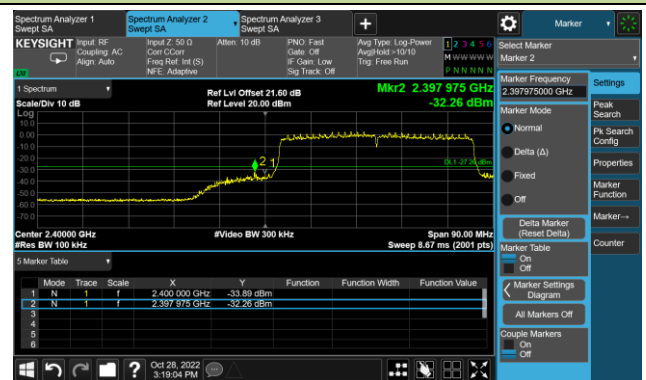 Spectrum Analyzer 1
Swept SA
Spectrum Analyzer 2
Swept SA
Spectrum Analyzer 3
Swept SA
Marker
KEYSIGHT
Input: RF
Coupling: AC
Align: Auto
Input Z: 50 Ω
Corr CCorr
Freq Ref: Int (S)
NFE: Adaptive
Atten: 10 dB
PNO: Fast
Gate: Off
IF Gain: Low
Sig Track: Off
Avg Type: Log-Power
Avg|Hold:>10/10
Trig: Free Run
1 2 3 4 5 6
M W W W W W
P N N N N N
LXI
1 Spectrum
Scale/Div 10 dB
Ref Lvl Offset 21.60 dB
Ref Level 20.00 dBm
Mkr2 2.397 975 GHz
-32.26 dBm
Log
10.0
0.00
-10.0
-20.0
-30.0
-40.0
-50.0
-60.0
-70.0
2
1
DL1 -27.26 dBm
Center 2.40000 GHz
#Res BW 100 kHz
#Video BW 300 kHz
Span 90.00 MHz
Sweep 8.67 ms (2001 pts)
5 Marker Table
Mode Trace Scale X Y Function Function Width Function Value
1 N 1 f 2.400 000 GHz -33.89 dBm
2 N 1 f 2.397 975 GHz -32.26 dBm
3
4
5
6
Oct 28, 2022
3:19:04 PM
Select Marker
Marker 2
Marker Frequency
2.397975000 GHz
Marker Mode
Normal
Delta (Δ)
Fixed
Off
Delta Marker
(Reset Delta)
Marker Table
On
Off
Marker Settings
Diagram
All Markers Off
Couple Markers
On
Off
Settings
Peak
Search
Pk Search
Config
Properties
Marker
Function
Marker→
Counter